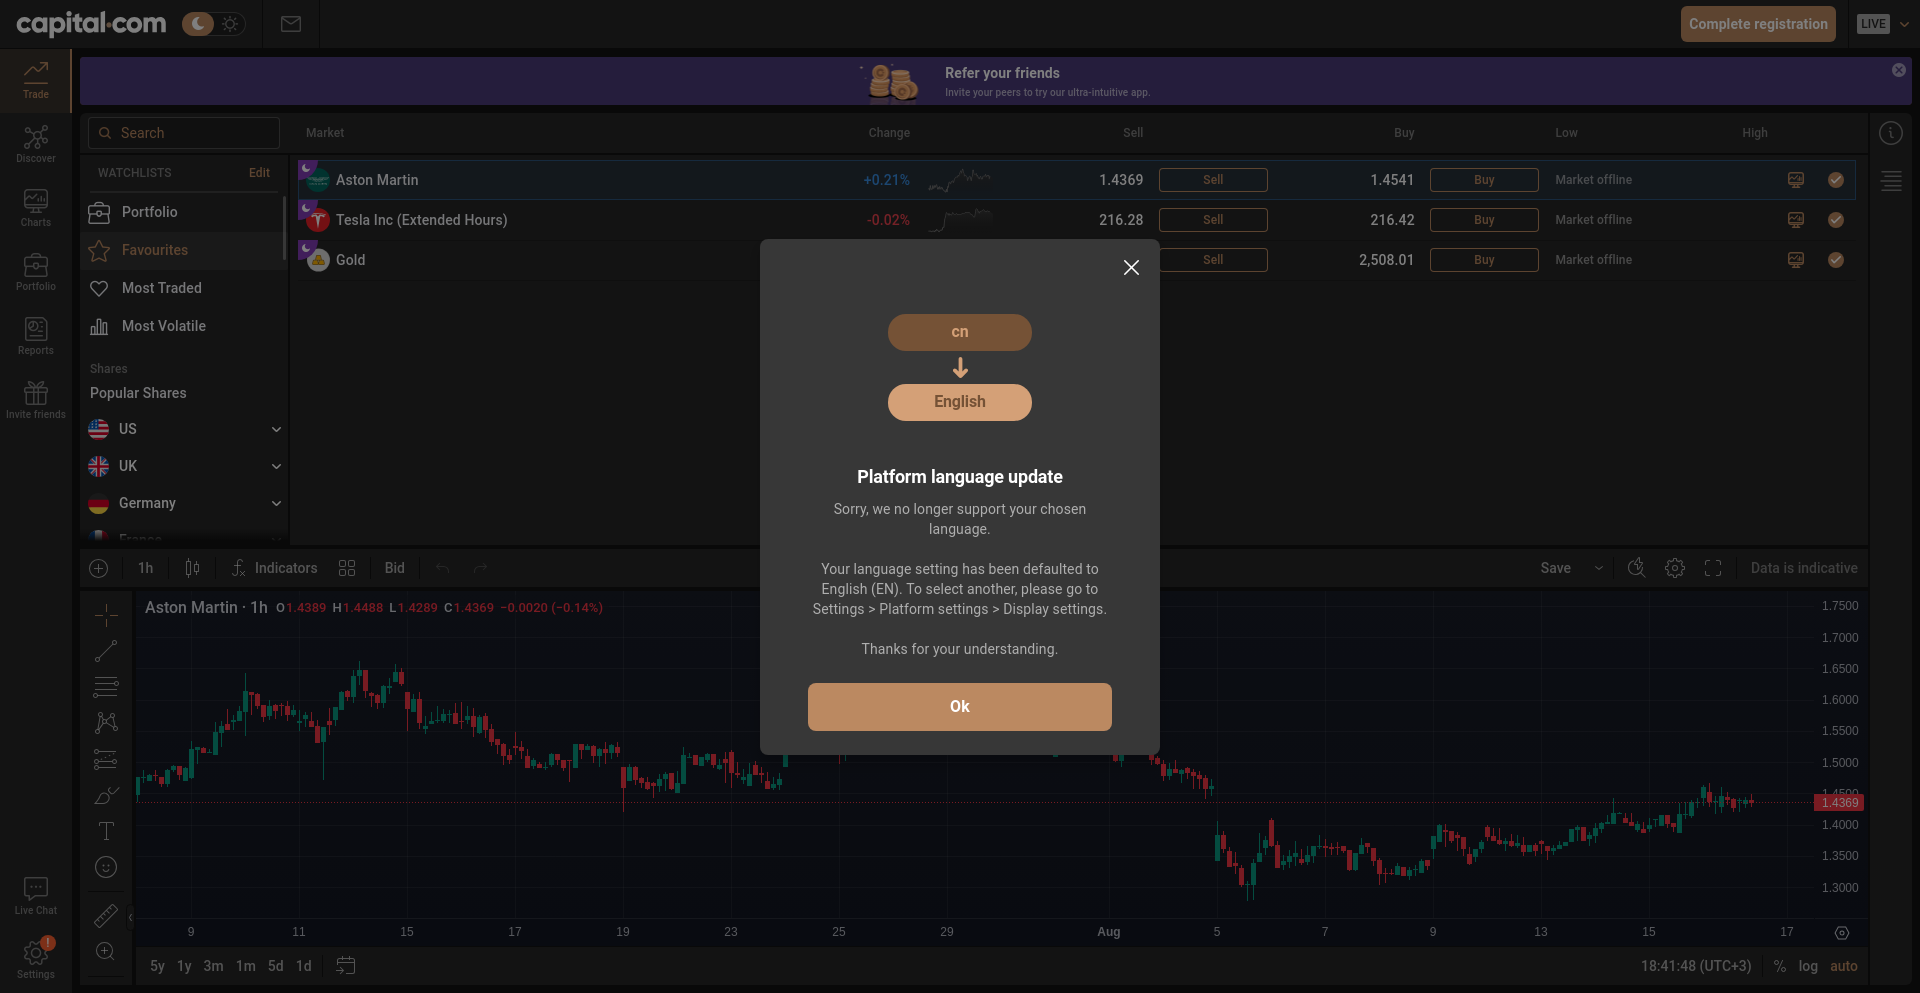 capital.com
Complete registration
LIVE
Trade
Refer your friends
Invite your peers to try our ultra-intuitive app.
Discover
Charts
Portfolio
Reports
Invite friends
Live Chat
Settings
Search
Market
Change
Sell
Buy
Low
High
WATCHLISTS
Edit
Portfolio
Favourites
Most Traded
Most Volatile
Shares
Popular Shares
US
UK
Germany
France
Aston Martin +0.21% 1.4369 Sell 1.4541 Buy Market offline
Tesla Inc (Extended Hours) -0.02% 216.28 Sell 216.42 Buy Market offline
Gold Sell 2,508.01 Buy Market offline
cn
English
Platform language update
Sorry, we no longer support your chosen
language.
Your language setting has been defaulted to
English (EN). To select another, please go to
Settings > Platform settings > Display settings.
Thanks for your understanding.
Ok
1h
Indicators
Bid
Save
Data is indicative
Aston Martin · 1h O1.4389 H1.4488 L1.4289 C1.4369 −0.0020 (−0.14%)
1.7500
1.7000
1.6500
1.6000
1.5500
1.5000
1.4500
1.4369
1.4000
1.3500
1.3000
9 11 15 17 19 23 25 29 Aug 5 7 9 13 15 17
5y 1y 3m 1m 5d 1d
18:41:48 (UTC+3) % log auto